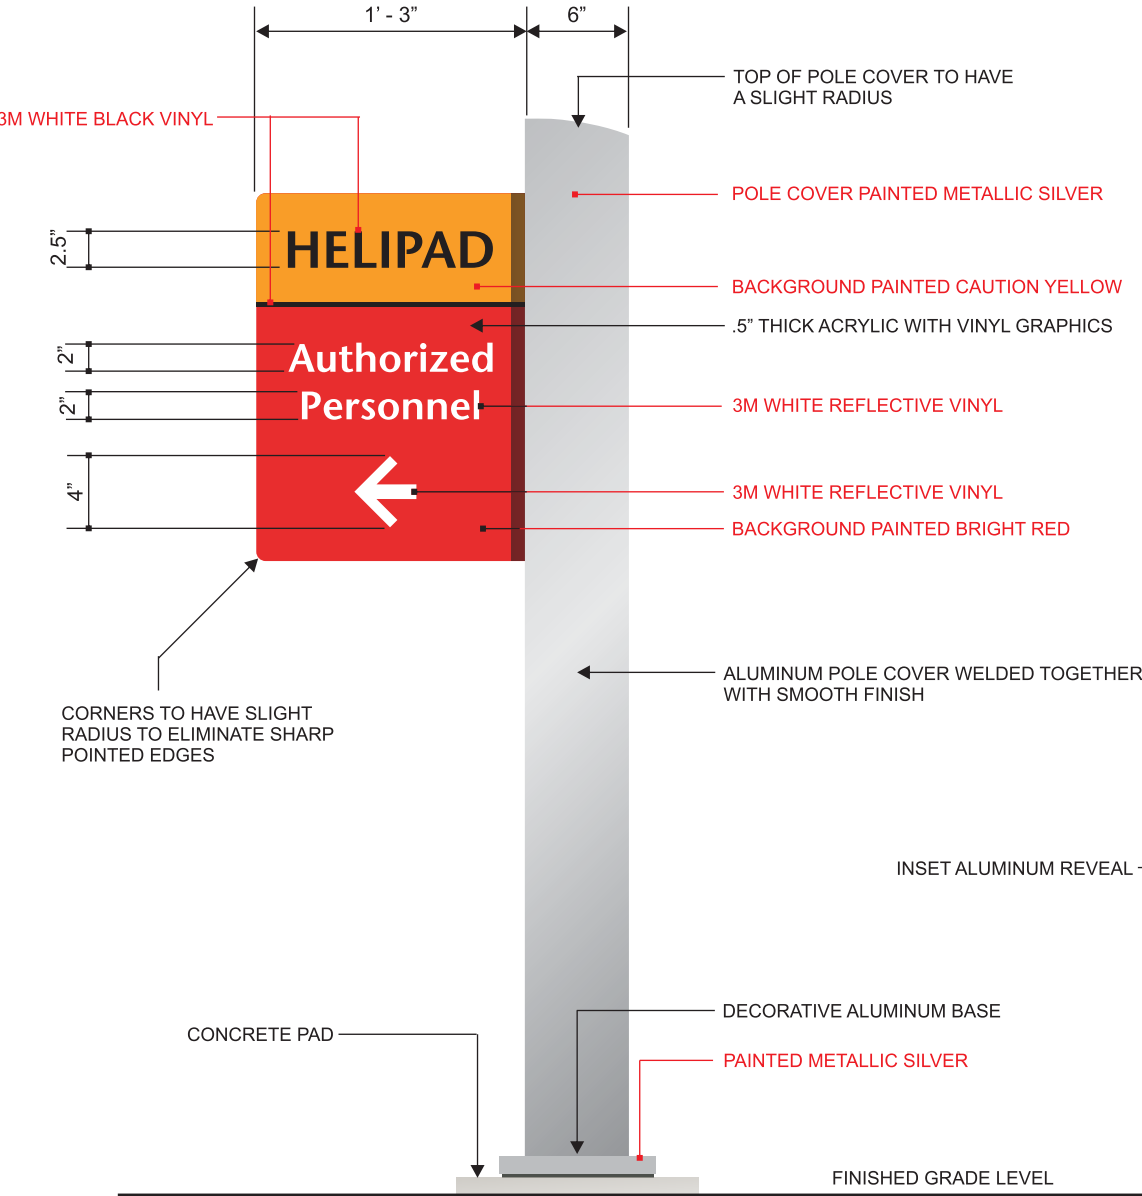 1’ - 3”
6”
TOP OF POLE COVER TO HAVE
A SLIGHT RADIUS
3M WHITE BLACK VINYL
POLE COVER PAINTED METALLIC SILVER
2.5”
HELIPAD
BACKGROUND PAINTED CAUTION YELLOW
.5” THICK ACRYLIC WITH VINYL GRAPHICS
2”
Authorized
2”
Personnel
3M WHITE REFLECTIVE VINYL
4”
3M WHITE REFLECTIVE VINYL
BACKGROUND PAINTED BRIGHT RED
ALUMINUM POLE COVER WELDED TOGETHER
WITH SMOOTH FINISH
CORNERS TO HAVE SLIGHT
RADIUS TO ELIMINATE SHARP
POINTED EDGES
INSET ALUMINUM REVEAL
DECORATIVE ALUMINUM BASE
CONCRETE PAD
PAINTED METALLIC SILVER
FINISHED GRADE LEVEL